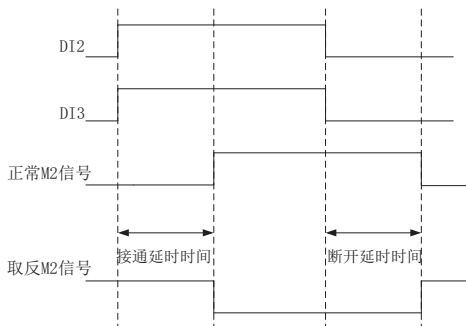 DI2
DI3
正常M2信号
接通延时时间
断开延时时间
取反M2信号